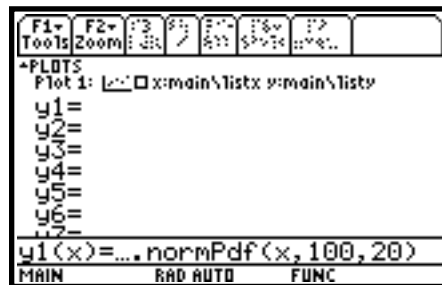 F1▾ F2▾
Tools Zoom
▲PLOTS
Plot 1: x:main\listx y:main\listy
y1=
y2=
y3=
y4=
y5=
y6=
y7=
y1(x)=….normPdf(x,100,20)
MAIN RAD AUTO FUNC